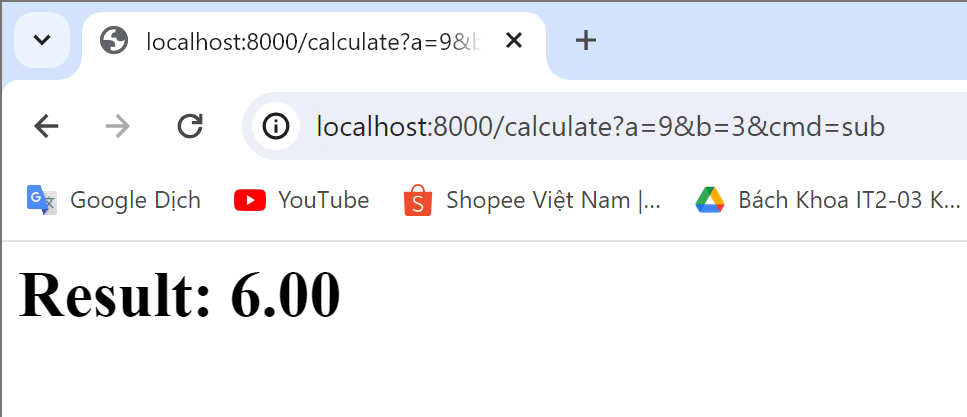 localhost:8000/calculate?a=9&b
localhost:8000/calculate?a=9&b=3&cmd=sub
Google Dịch YouTube Shopee Việt Nam |... Bách Khoa IT2-03 K...
Result: 6.00